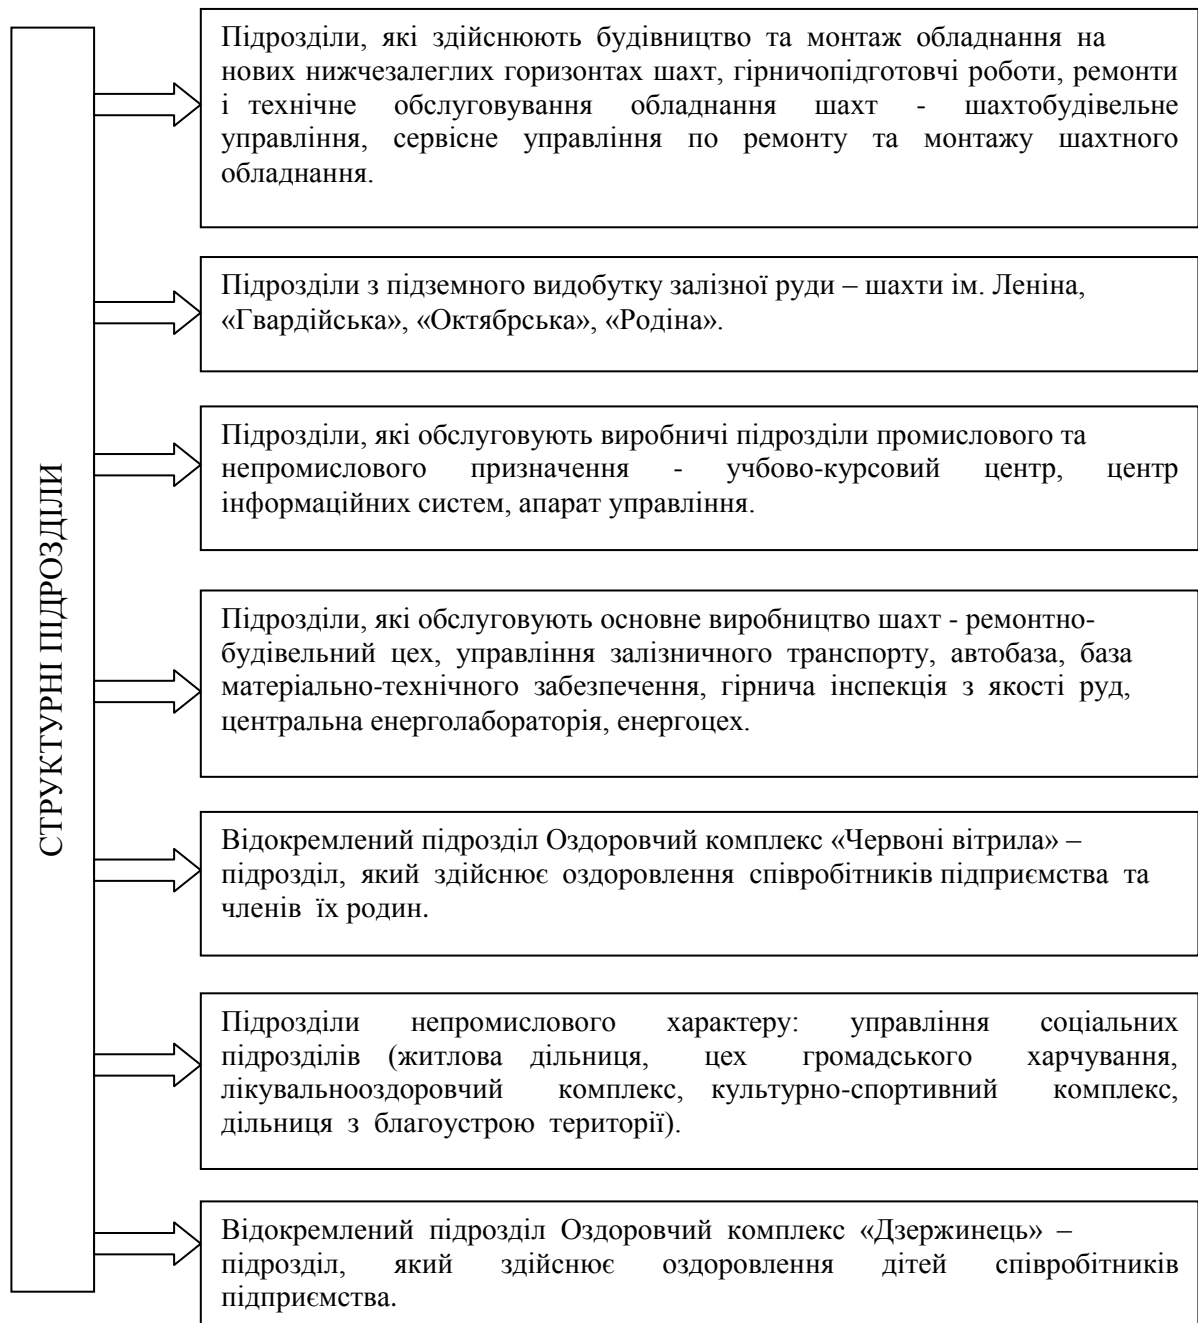 СТРУКТУРНІ ПІДРОЗДІЛИ
Підрозділи, які здійснюють будівництво та монтаж обладнання на
нових нижчезалеглих горизонтах шахт, гірничопідготовчі роботи, ремонти
і технічне обслуговування обладнання шахт - шахтобудівельне
управління, сервісне управління по ремонту та монтажу шахтного
обладнання.
Підрозділи з підземного видобутку залізної руди – шахти ім. Леніна,
«Гвардійська», «Октябрська», «Родіна».
Підрозділи, які обслуговують виробничі підрозділи промислового та
непромислового призначення - учбово-курсовий центр, центр
інформаційних систем, апарат управління.
Підрозділи, які обслуговують основне виробництво шахт - ремонтно-
будівельний цех, управління залізничного транспорту, автобаза, база
матеріально-технічного забезпечення, гірнича інспекція з якості руд,
центральна енерголабораторія, енергоцех.
Відокремлений підрозділ Оздоровчий комплекс «Червоні вітрила» –
підрозділ, який здійснює оздоровлення співробітників підприємства та
членів їх родин.
Підрозділи непромислового характеру: управління соціальних
підрозділів (житлова дільниця, цех громадського харчування,
лікувальнооздоровчий комплекс, культурно-спортивний комплекс,
дільниця з благоустрою території).
Відокремлений підрозділ Оздоровчий комплекс «Дзержинець» –
підрозділ, який здійснює оздоровлення дітей співробітників
підприємства.